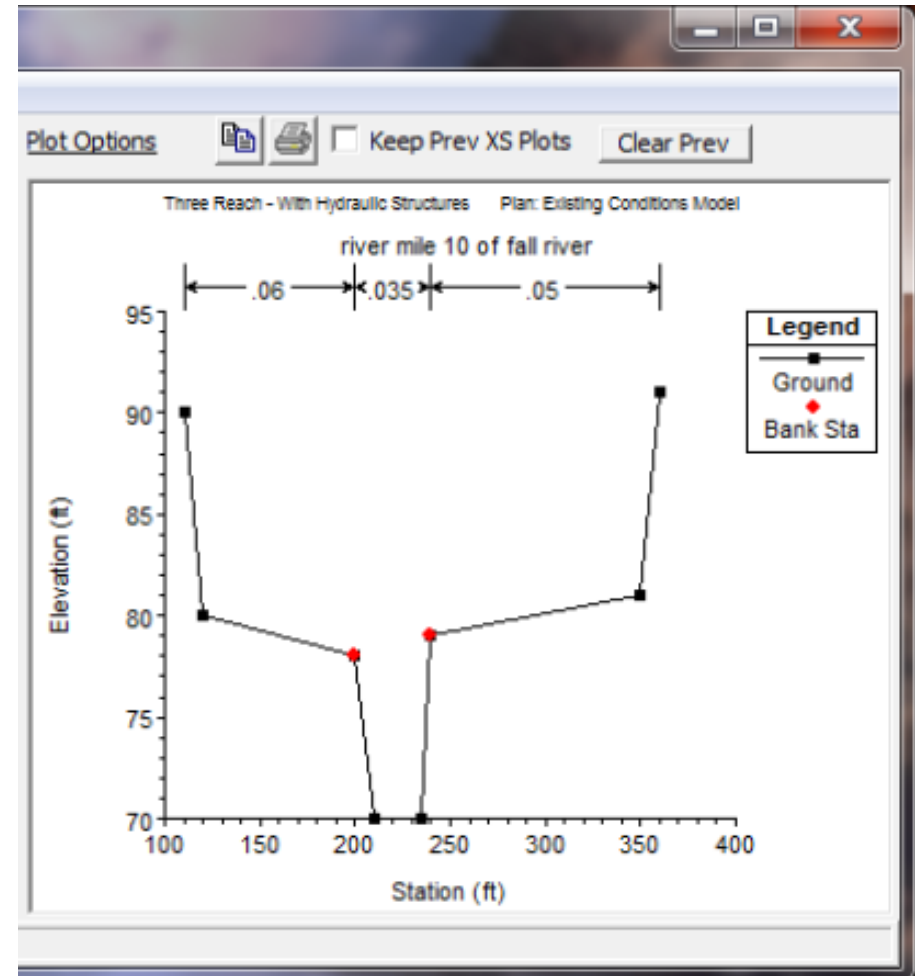 Plot Options Keep Prev XS Plots Clear Prev
Three Reach - With Hydraulic Structures Plan: Existing Conditions Model
river mile 10 of fall river
.06 .035 .05
Legend
Ground
Bank Sta
95
90
85
80
75
70
Elevation (ft)
100 150 200 250 300 350 400
Station (ft)